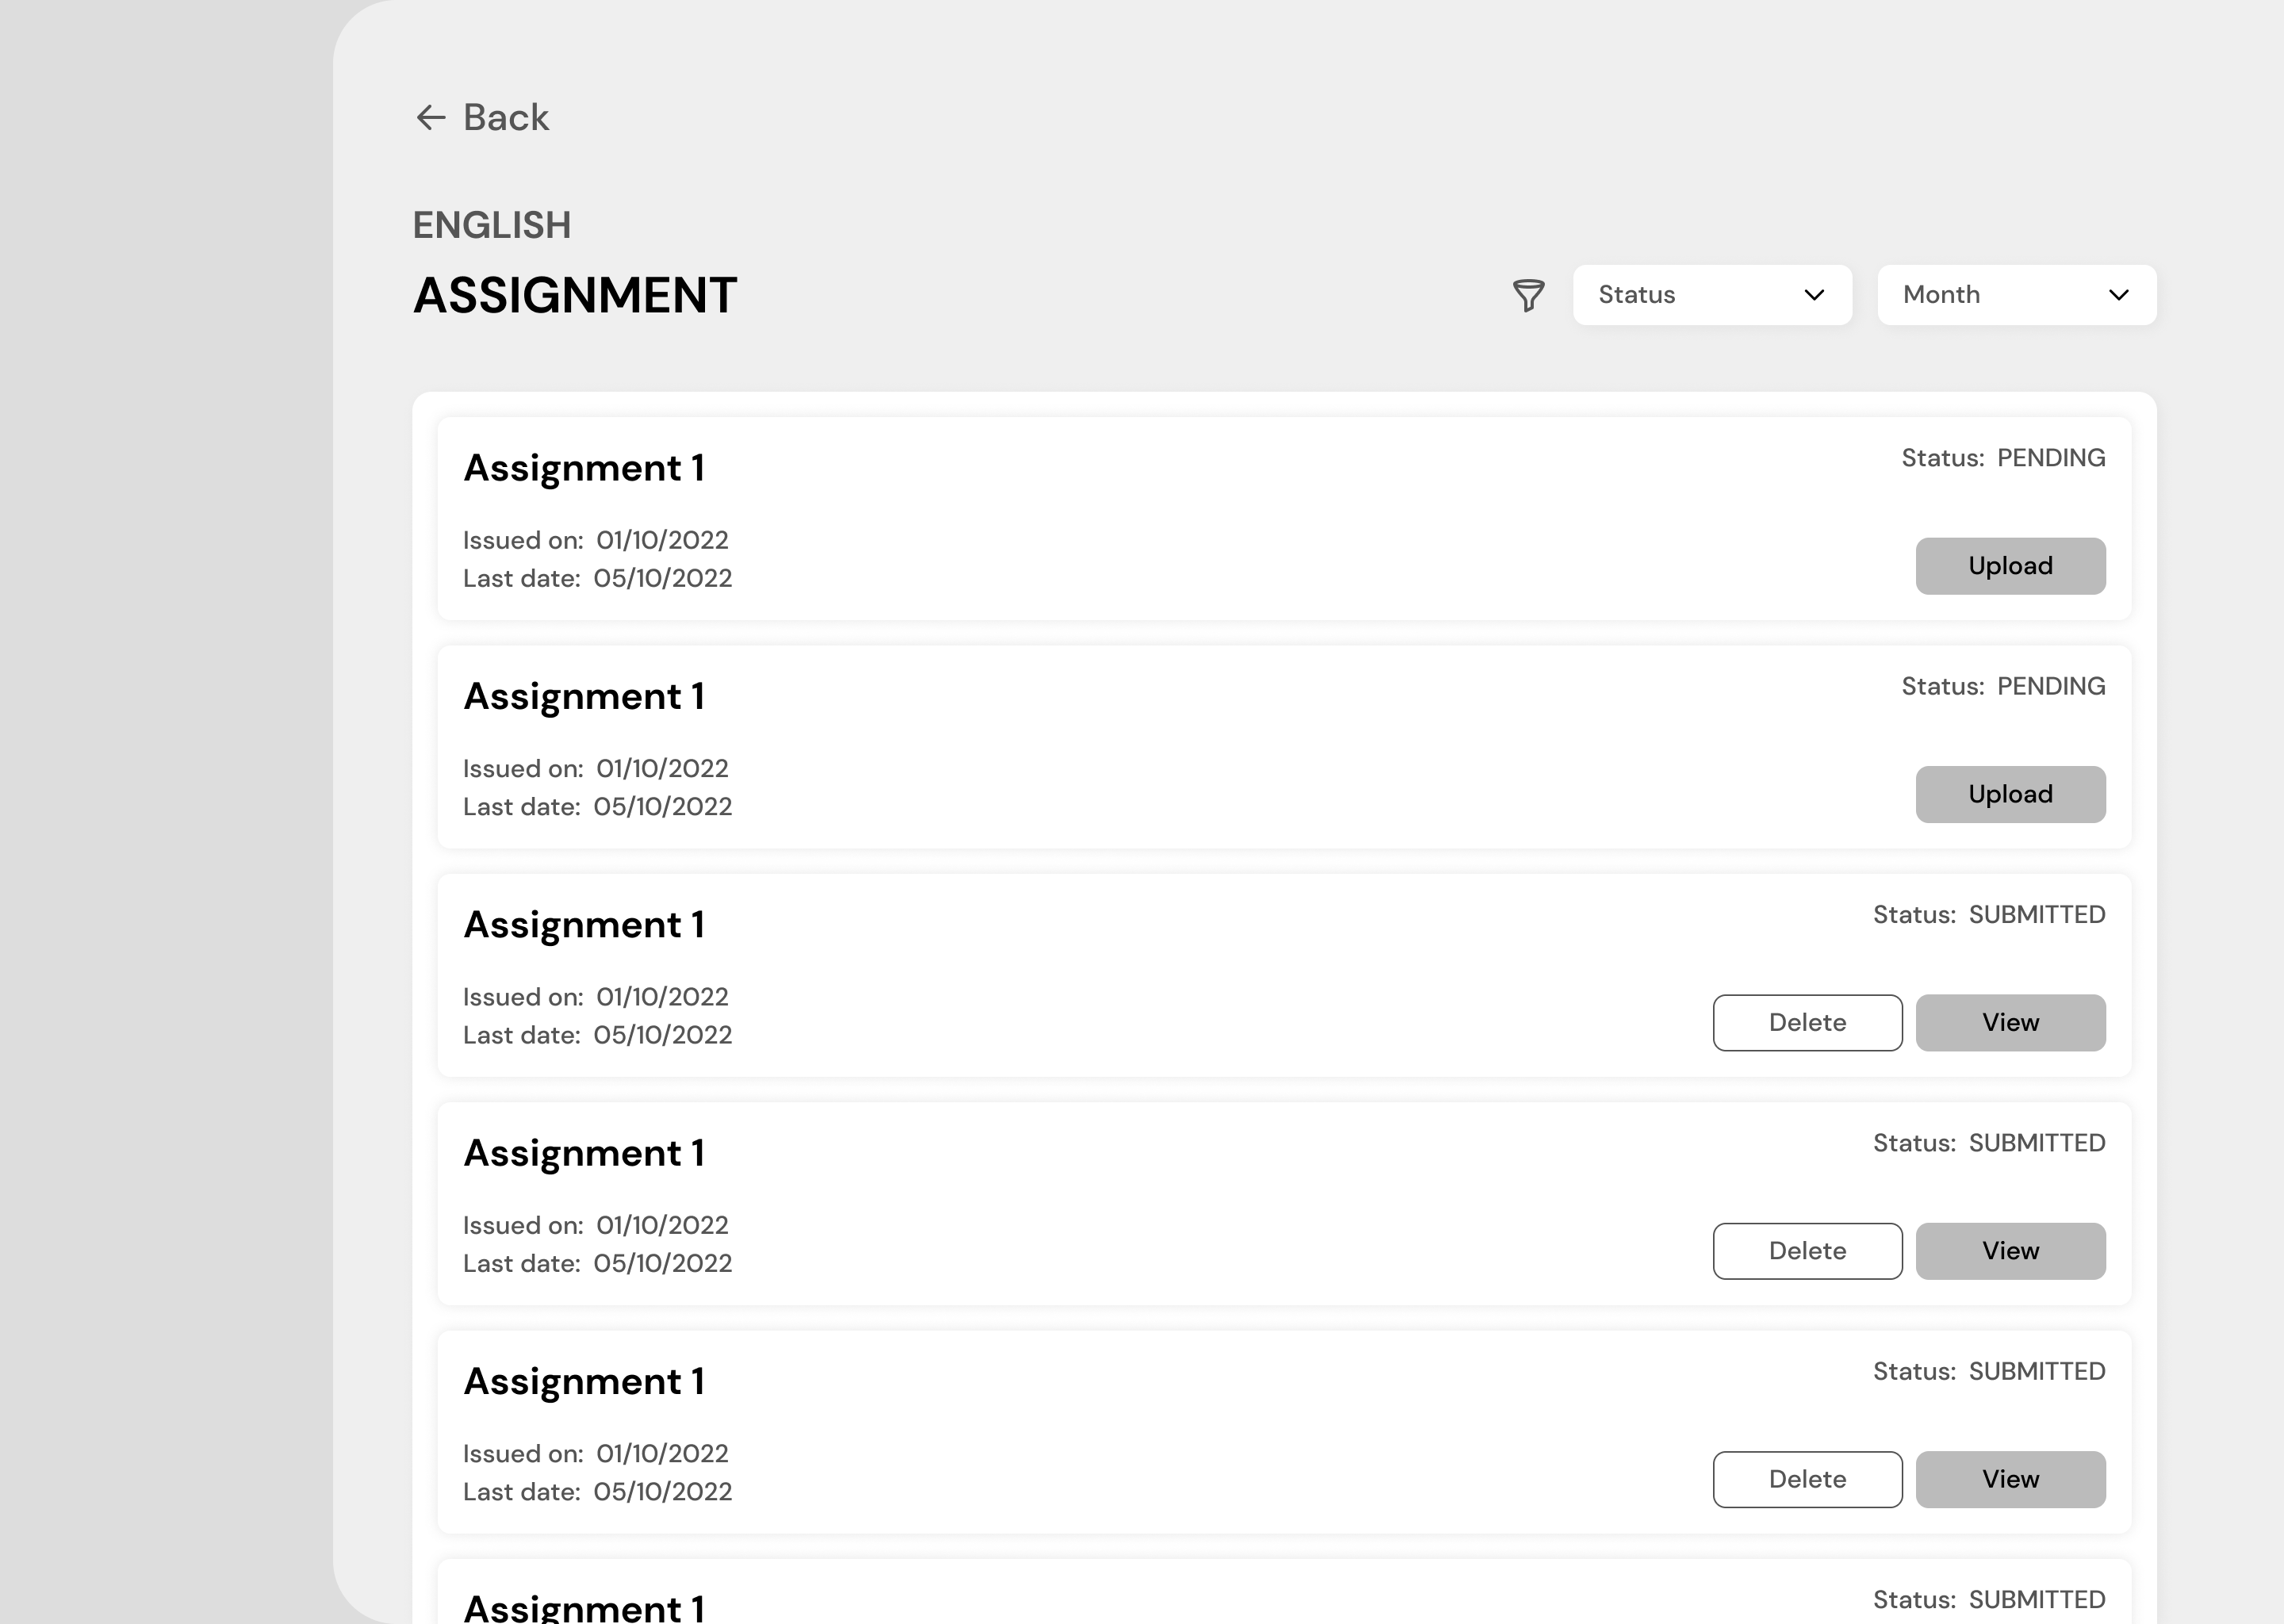 Back
ENGLISH
ASSIGNMENT
Status
Month
Assignment 1
Status: PENDING
Issued on: 01/10/2022
Last date: 05/10/2022
Upload
Assignment 1
Status: PENDING
Issued on: 01/10/2022
Last date: 05/10/2022
Upload
Assignment 1
Status: SUBMITTED
Issued on: 01/10/2022
Last date: 05/10/2022
Delete
View
Assignment 1
Status: SUBMITTED
Issued on: 01/10/2022
Last date: 05/10/2022
Delete
View
Assignment 1
Status: SUBMITTED
Issued on: 01/10/2022
Last date: 05/10/2022
Delete
View
Assignment 1
Status: SUBMITTED